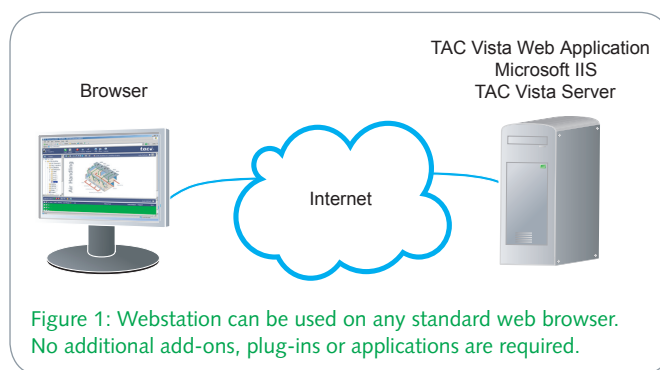 TAC Vista Web Application
Microsoft IIS
TAC Vista Server
Browser
Internet
Figure 1: Webstation can be used on any standard web browser.
No additional add-ons, plug-ins or applications are required.